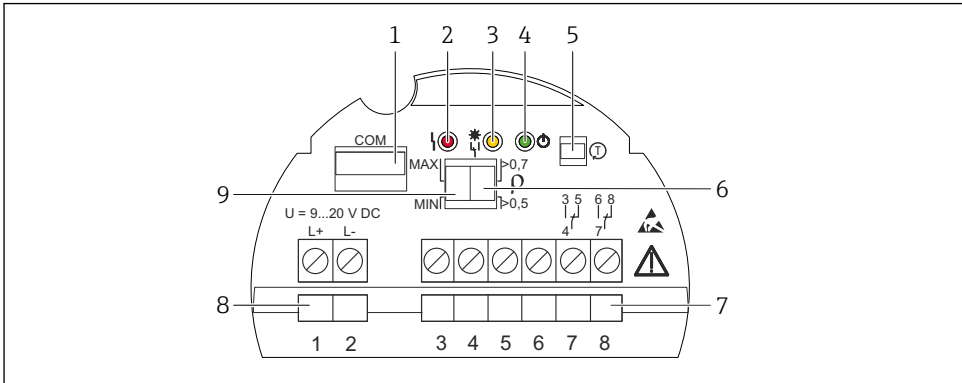 1 2 3 4 5
COM
MAX >0,7
9 ρ 6
MIN >0,5
3 5 6 8
U = 9...20 V DC
4 7
L+ L-
8 7
1 2 3 4 5 6 7 8